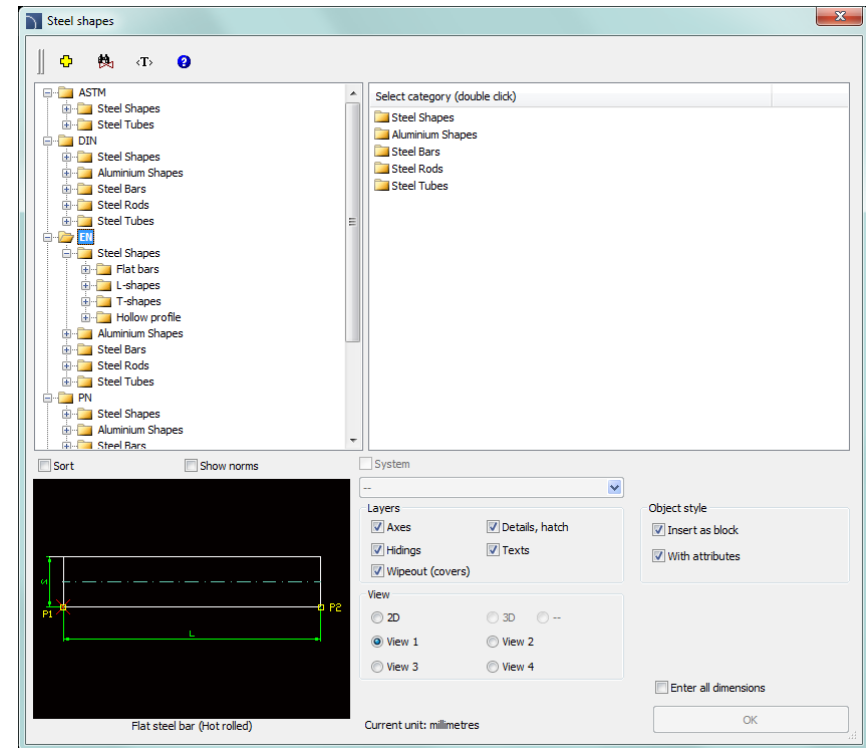 Steel shapes
‹T›
ASTM
Steel Shapes
Steel Tubes
DIN
Steel Shapes
Aluminium Shapes
Steel Bars
Steel Rods
Steel Tubes
EN
Steel Shapes
Flat bars
L-shapes
T-shapes
Hollow profile
Aluminium Shapes
Steel Bars
Steel Rods
Steel Tubes
PN
Steel Shapes
Aluminium Shapes
Steel Bars
Select category (double click)
Steel Shapes
Aluminium Shapes
Steel Bars
Steel Rods
Steel Tubes
Sort Show norms
System
--
Layers
Axes Details, hatch
Hidings Texts
Wipeout (covers)
Object style
Insert as block
With attributes
View
2D 3D --
View 1 View 2
View 3 View 4
S
P1 P2
L
Flat steel bar (Hot rolled)
Current unit: millimetres
Enter all dimensions
OK